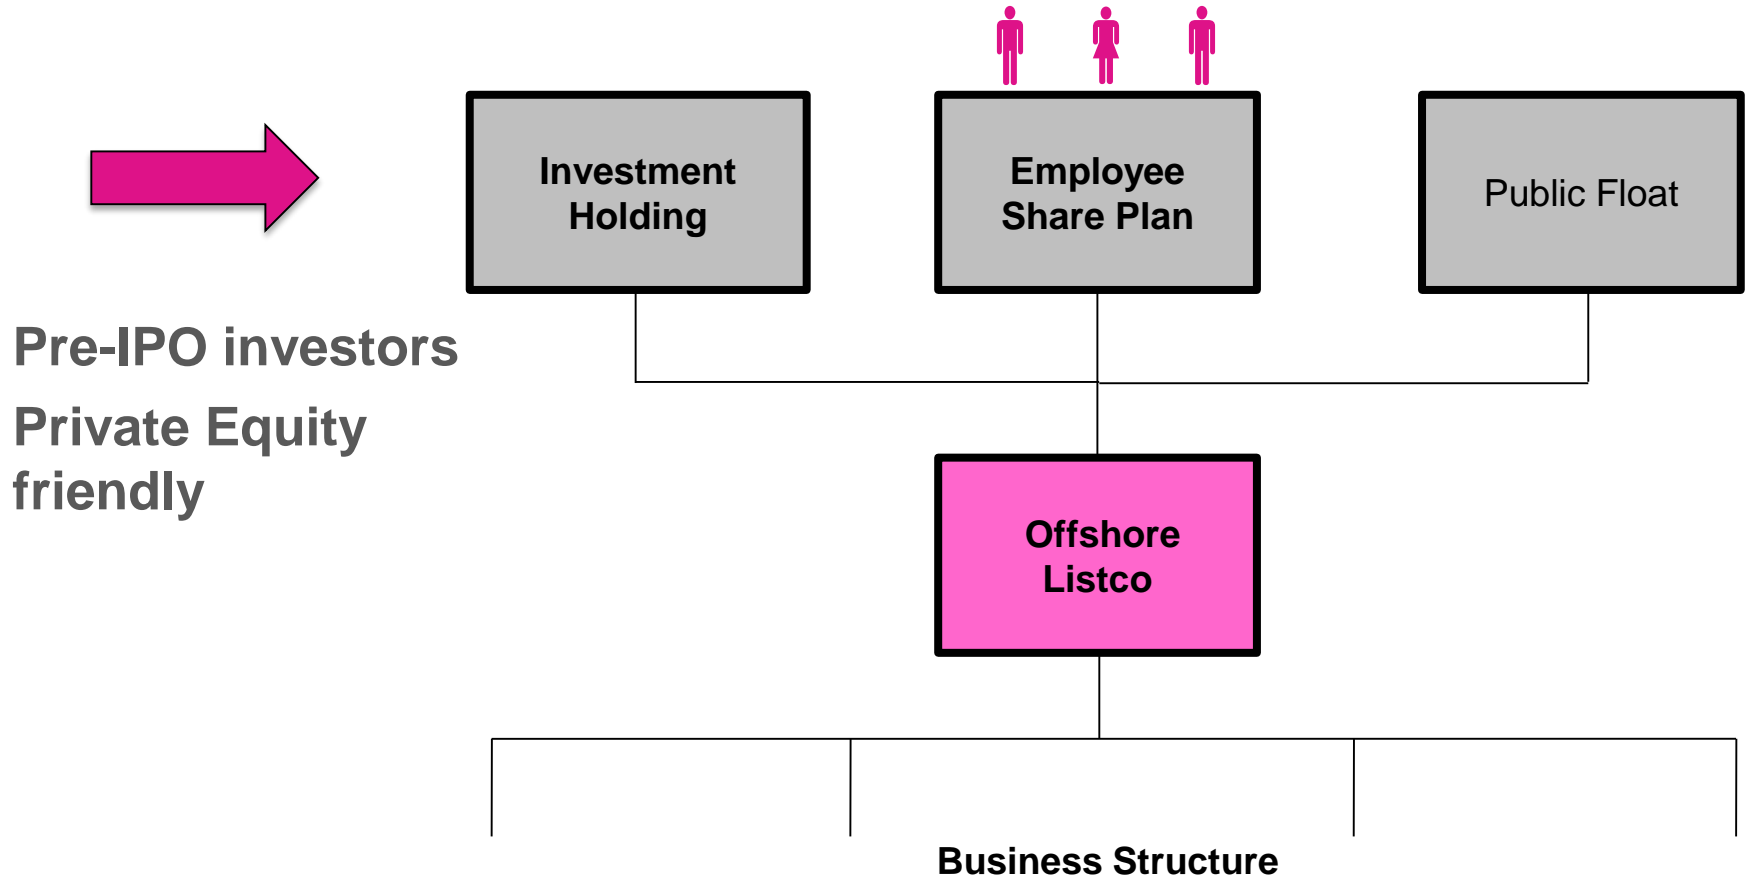 Investment
Holding
Employee
Share Plan
Public Float
Pre-IPO investors
Private Equity
friendly
Offshore
Listco
Business Structure